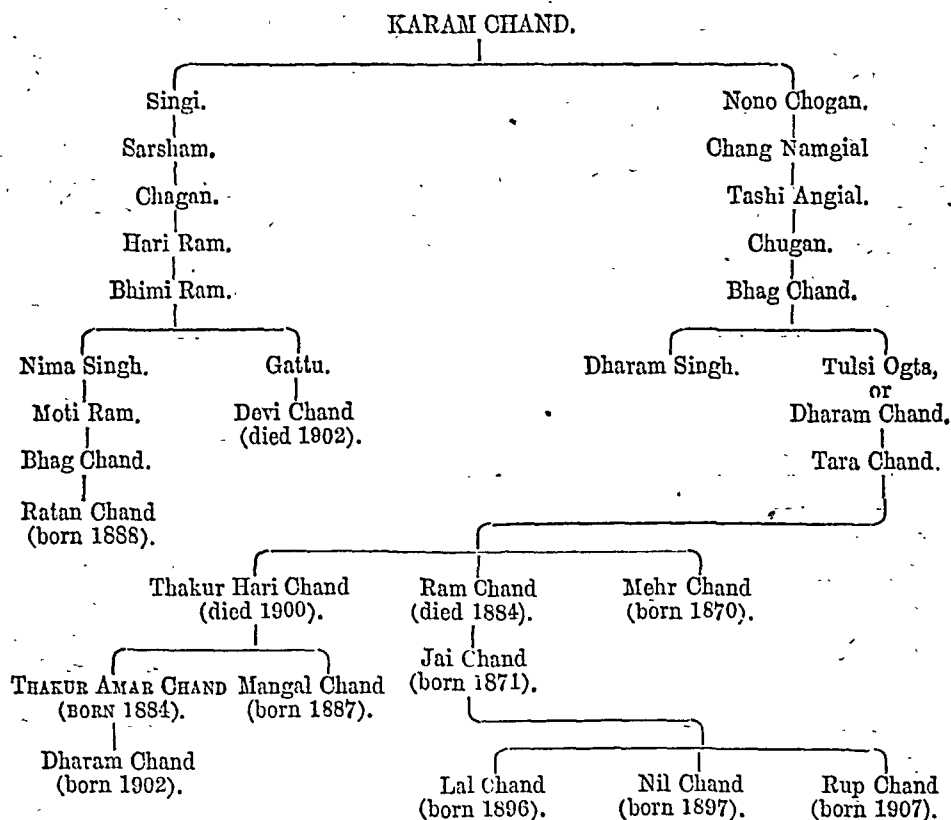 KARAM CHAND.
Singi. Nono Chogan.
Sarsham. Chang Namgial
Chagan. Tashi Angial.
Hari Ram. Chugan.
Bhimi Ram. Bhag Chand.
Nima Singh. Gattu. Dharam Singh. Tulsi Ogta,
or
Moti Ram. Devi Chand Dharam Chand.
(died 1902).
Bhag Chand. Tara Chand.
Ratan Chand
(born 1888).
Thakur Hari Chand Ram Chand Mehr Chand
(died 1900). (died 1884). (born 1870).
Jai Chand
THAKUR AMAR CHAND Mangal Chand (born 1871).
(BORN 1884). (born 1887).
Dharam Chand
(born 1902). Lal Chand Nil Chand Rup Chand
(born 1896). (born 1897). (born 1907).